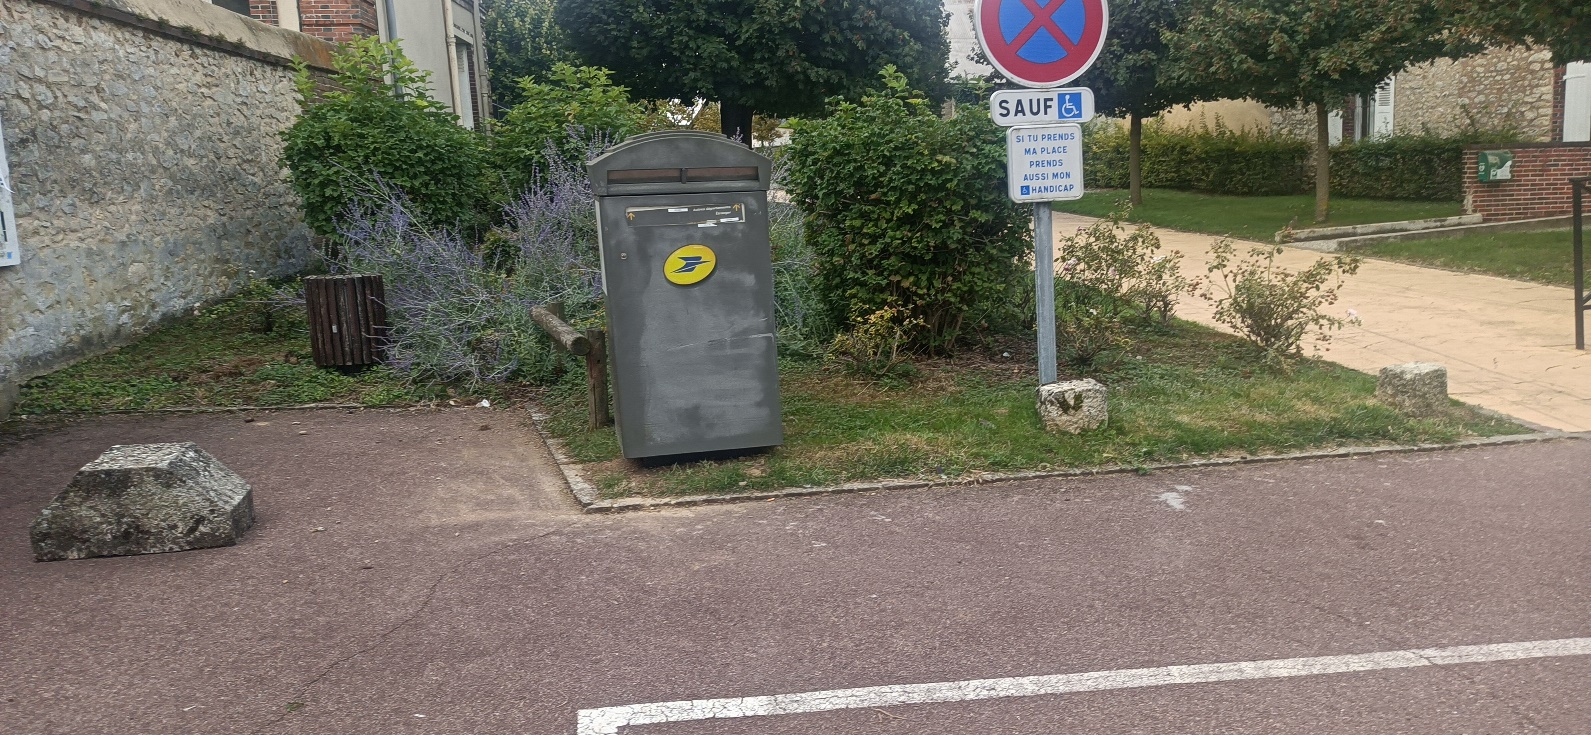 SAUF
SI TU PRENDS
MA PLACE
PRENDS
AUSSI MON
HANDICAP